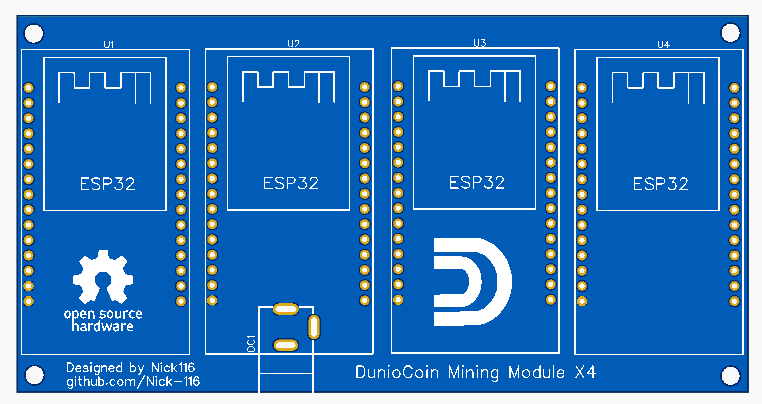 U1
U2
U3
U4
ESP32
ESP32
ESP32
ESP32
open source
hardware
DC1
Designed by Nick116
github.com/Nick-116
DunioCoin Mining Module X4